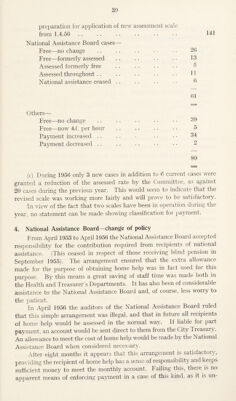 39
preparation for application of new assessment scale
from 1.4.56 .. .. .. .. .. .. 141
National Assistance Board cases—
Free—no change .. .. .. .. 26
Free—formerly assessed .. .. .. .. 13
Assessed formerly free .. .. .. .. 5
Assessed throughout .. .. .. .. .. 11
National assistance ceased .. .. .. .. 6
61
Others—
Free—no change .. .. .. .. 39
Free—now 4d. per hour .. .. .. .. 5
Payment increased .. .. .. .. .. 34
Payment decreased .. .. .. .. .. 2
80
(c) During 1956 only 3 new cases in addition to 6 current cases were
granted a reduction of the assessed rate by the Committee, as against
20 cases during the previous year. This would seem to indicate that the
revised scale was working more fairly and will prove to be satisfactory.
In view of the fact that two scales have been in operation during the
year, no statement can be made showing classification for payment.
4. National Assistance Board—change of policy
From April 1953 to April 1956 the National Assistance Board accepted
responsibility for the contribution required from recipients of national
assistance. (This ceased in respect of those receiving blind pension in
September 1955). The arrangement ensured that the extra allowance
made for the purpose of obtaining home help was in fact used for this
purpose. By this means a great saving of staff time was made both in
the Health and Treasurer's Departments. It has also been of considerable
assistance to the National Assistance Board and, of course, less worry to
the patient.
In April 1956 the auditors of the National Assistance Board ruled
that this simple arrangement was illegal, and that in future all recipients
of home help would be assessed in the normal way. If liable for part
payment, an account would be sent direct to them from the City Treasury.
An allowance to meet the cost of home help would be made by the National
Assistance Board when considered necessary.
After eight months it appears that this arrangement is satisfactory,
providing the recipient of home help has a sense of responsibility and keeps
sufficient money to meet the monthly account. Failing this, there is no
apparent means of enforcing payment in a case of this kind, as it is un-